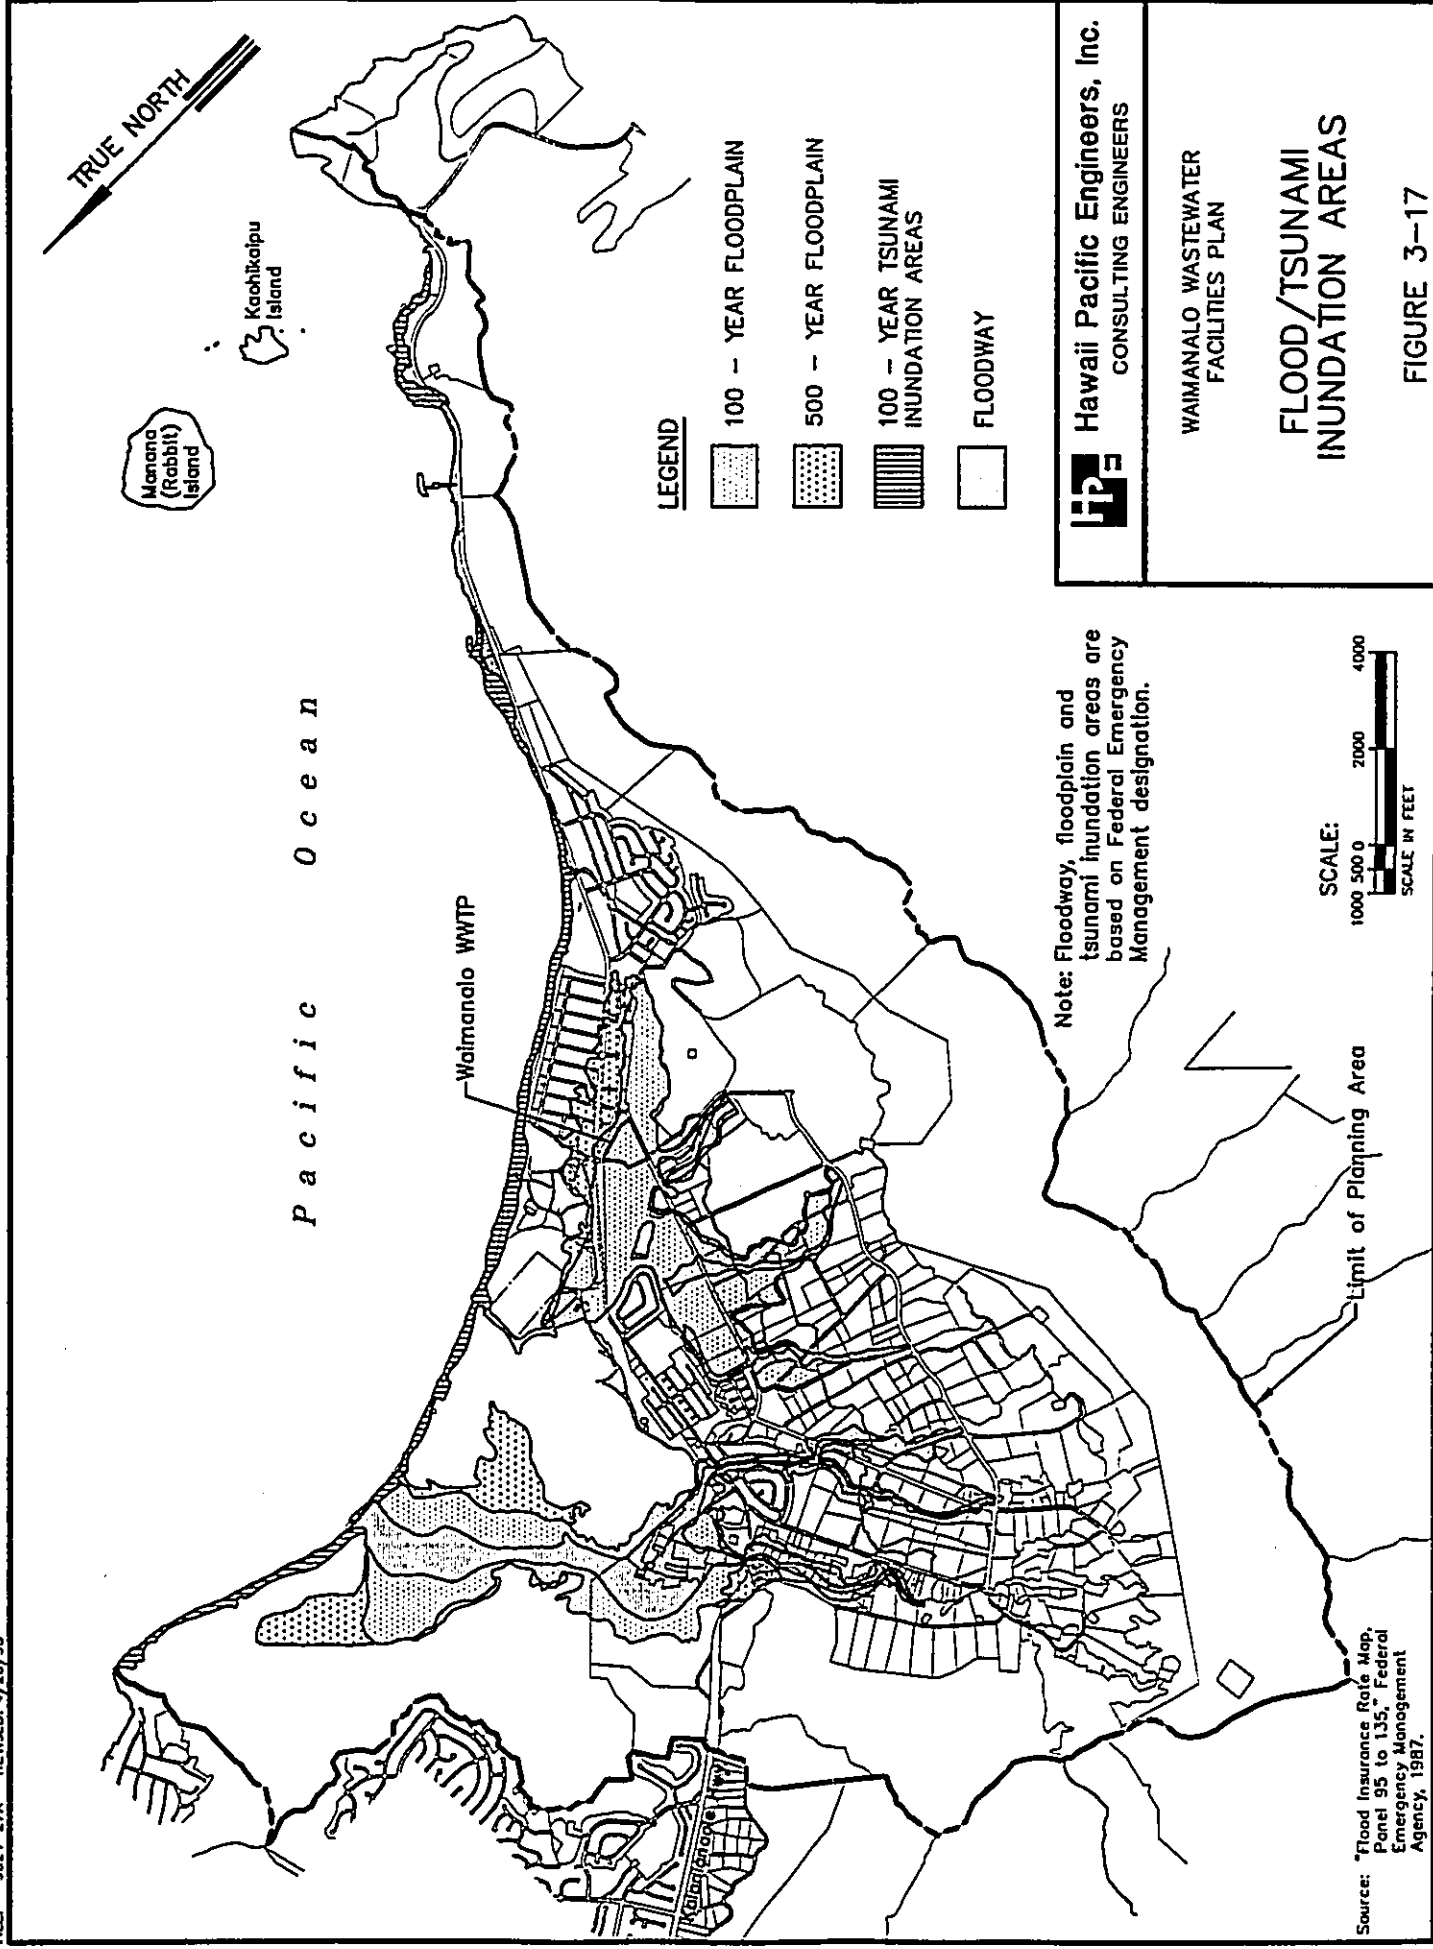 TRUE NORTH
Manana
(Rabbit)
Island
Kaohikaipu
Island
Pacific Ocean
Waimanalo WWTP
LEGEND
100 - YEAR FLOODPLAIN
500 - YEAR FLOODPLAIN
100 - YEAR TSUNAMI
INUNDATION AREAS
FLOODWAY
Note: Floodway, floodplain and
tsunami inundation areas are
based on Federal Emergency
Management designation.
Limit of Planning Area
Kalanianaole Hwy
SCALE:
1000 500 0 2000 4000
SCALE IN FEET
Source: "Flood Insurance Rate Map,
Panel 95 to 135," Federal
Emergency Management
Agency, 1987.
HP
Hawaii Pacific Engineers, Inc.
CONSULTING ENGINEERS
WAIMANALO WASTEWATER
FACILITIES PLAN
FLOOD/TSUNAMI
INUNDATION AREAS
FIGURE 3-17